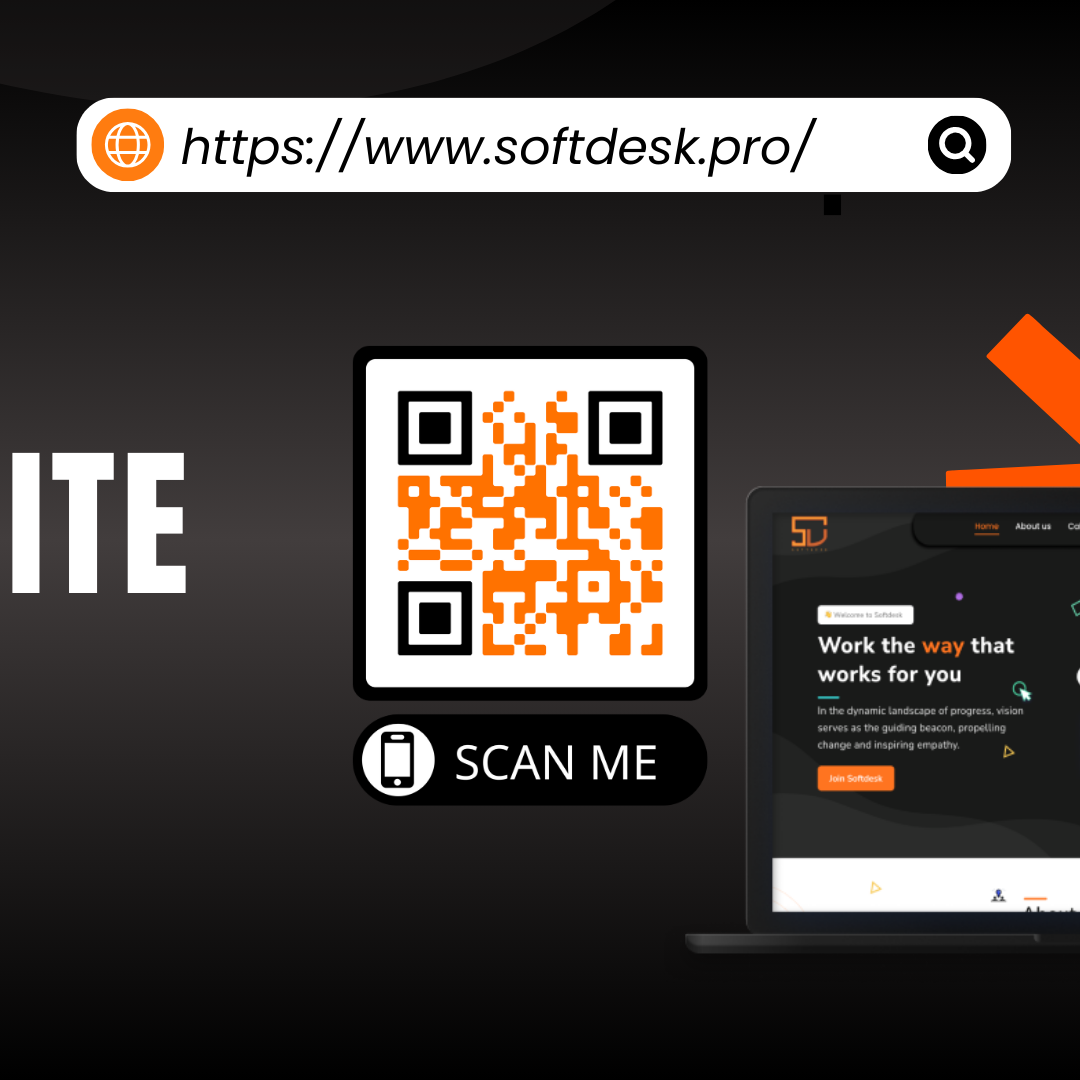 https://www.softdesk.pro/
ITE
SCAN ME
SOFTDESK
Home About us
Welcome to Softdesk
Work the way that
works for you
In the dynamic landscape of progress, vision
serves as the guiding beacon, propelling
change and inspiring empathy.
Join Softdesk